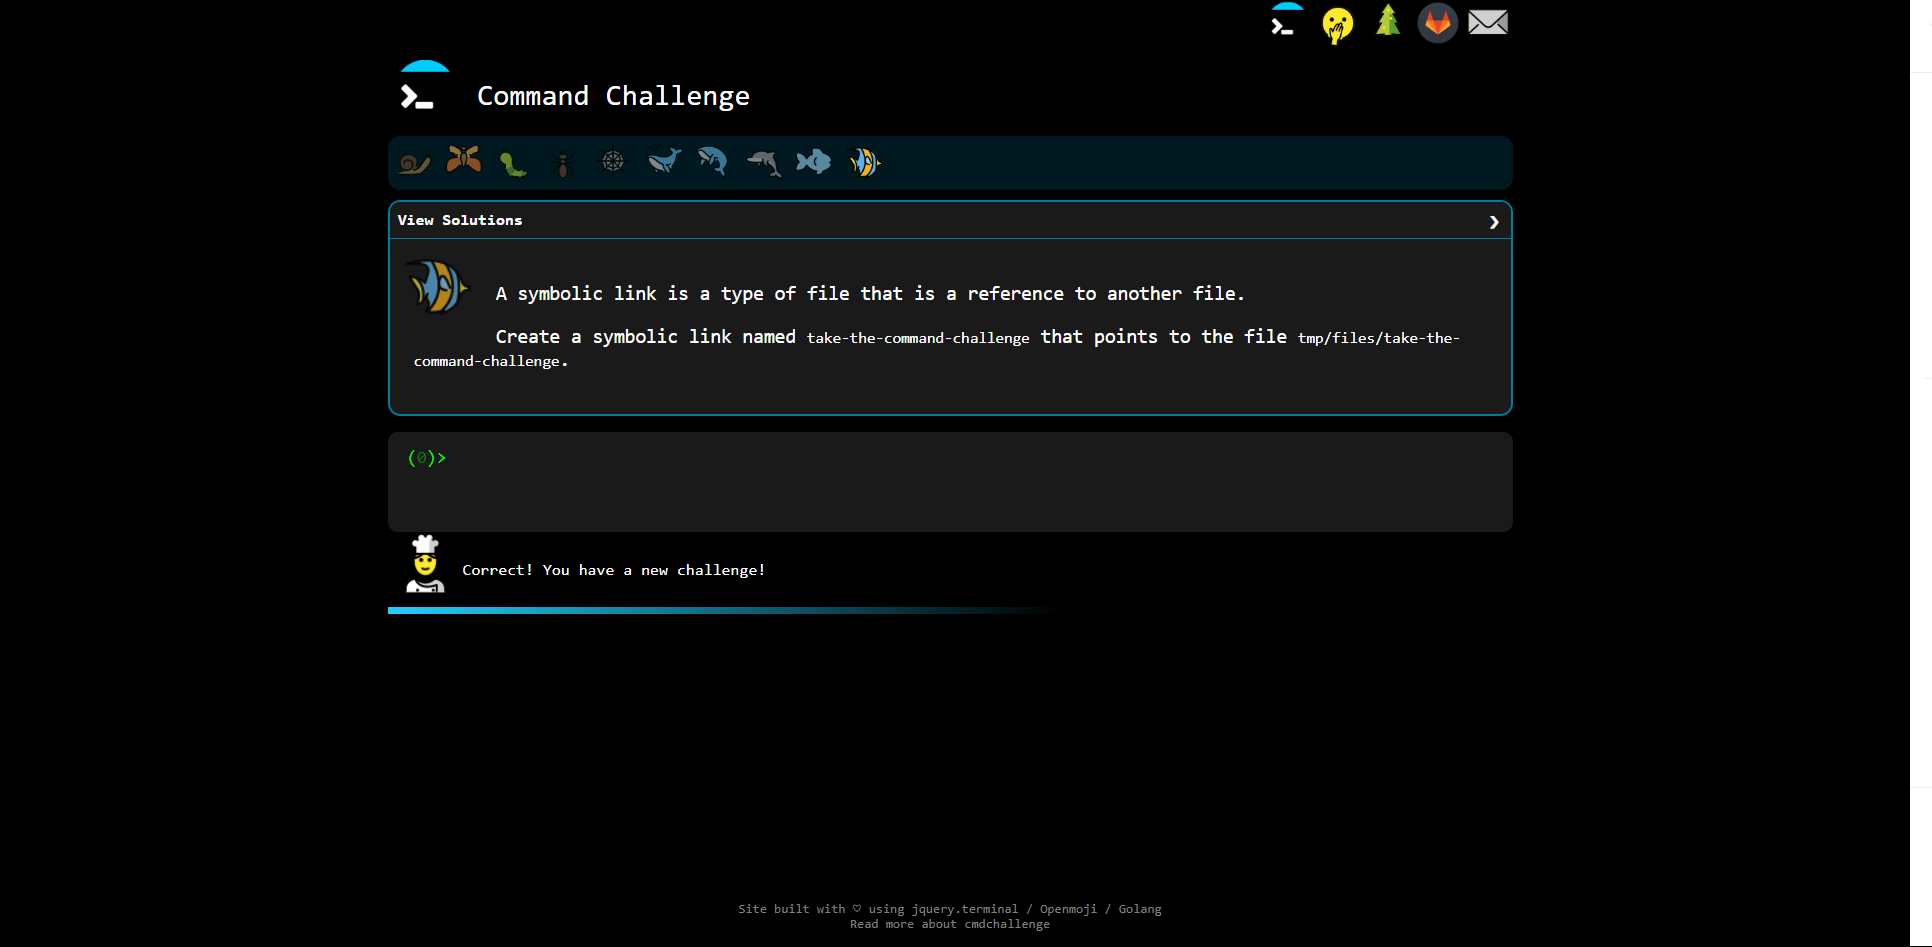 Command Challenge
View Solutions
A symbolic link is a type of file that is a reference to another file.
Create a symbolic link named take-the-command-challenge that points to the file tmp/files/take-the-
command-challenge.
(0)>
Correct! You have a new challenge!
Site built with ♡ using jquery.terminal / Openmoji / Golang
Read more about cmdchallenge